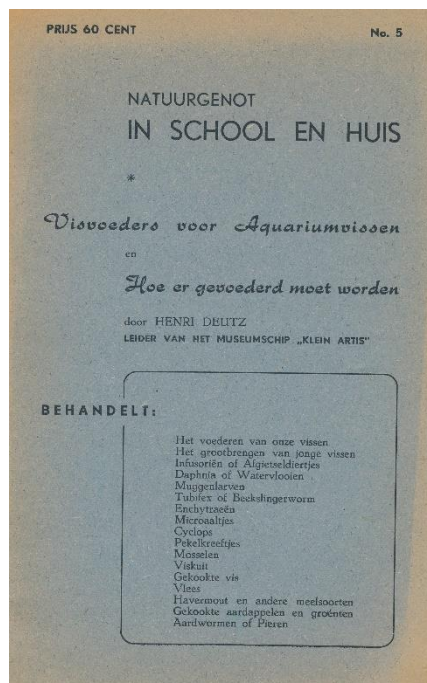 PRIJS 60 CENT
No. 5
NATUURGENOT
IN SCHOOL EN HUIS
*
Visvoeders voor Aquariumvissen
en
Hoe er gevoederd moet worden
door HENRI DEUTZ
LEIDER VAN HET MUSEUMSCHIP „KLEIN ARTIS”
BEHANDELT:
Het voederen van onze vissen
Het grootbrengen van jonge vissen
Infusoriën of Afgietseldiertjes
Daphnia of Watervlooien
Muggenlarven
Tubifex of Beekslingerworm
Enchytraeën
Microaaltjes
Cyclops
Pekelkreeftjes
Mosselen
Viskuit
Gekookte vis
Vlees
Havermout en andere meelsoorten
Gekookte aardappelen en groenten
Aardwormen of Pieren